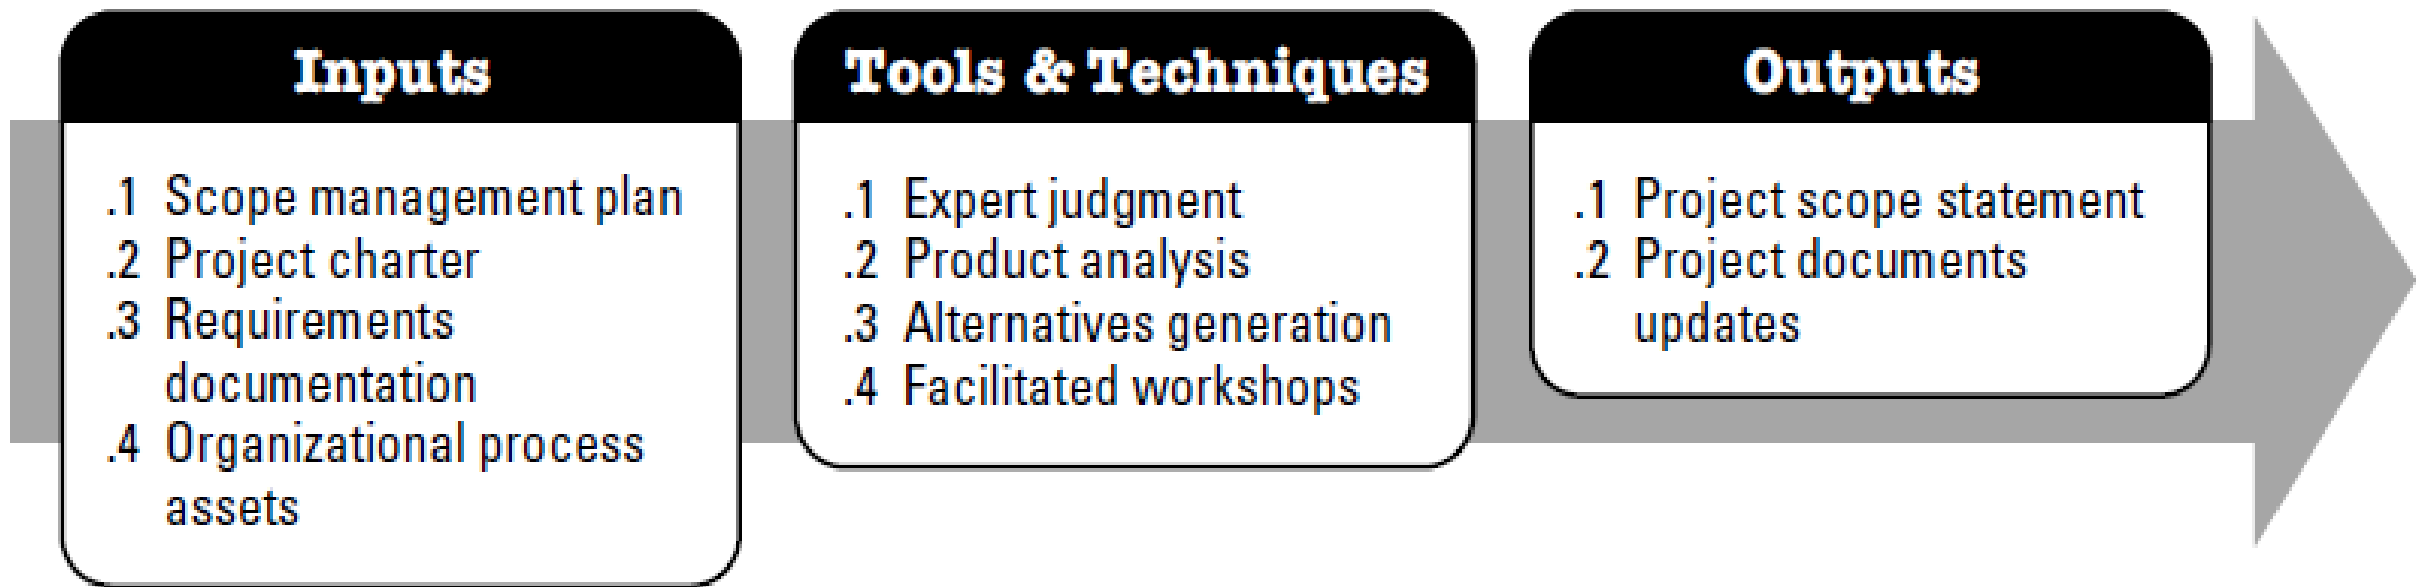 Inputs
.1 Scope management plan
.2 Project charter
.3 Requirements
documentation
.4 Organizational process
assets
Tools & Techniques
.1 Expert judgment
.2 Product analysis
.3 Alternatives generation
.4 Facilitated workshops
Outputs
.1 Project scope statement
.2 Project documents
updates